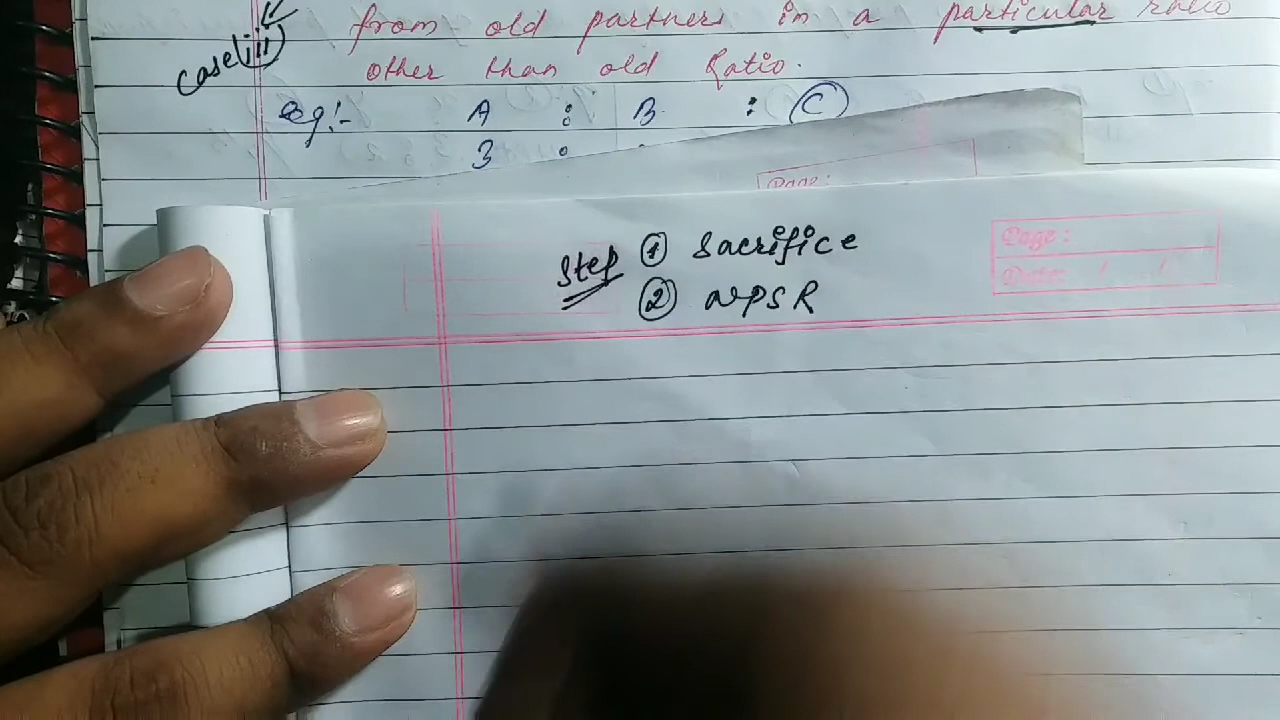 from old partners in a particular ratio
case(iii) other than old Ratio.
eg:- A : B : C
3 :
Page:
Step ① Sacrifice
② NPSR
Page:
Date: / /